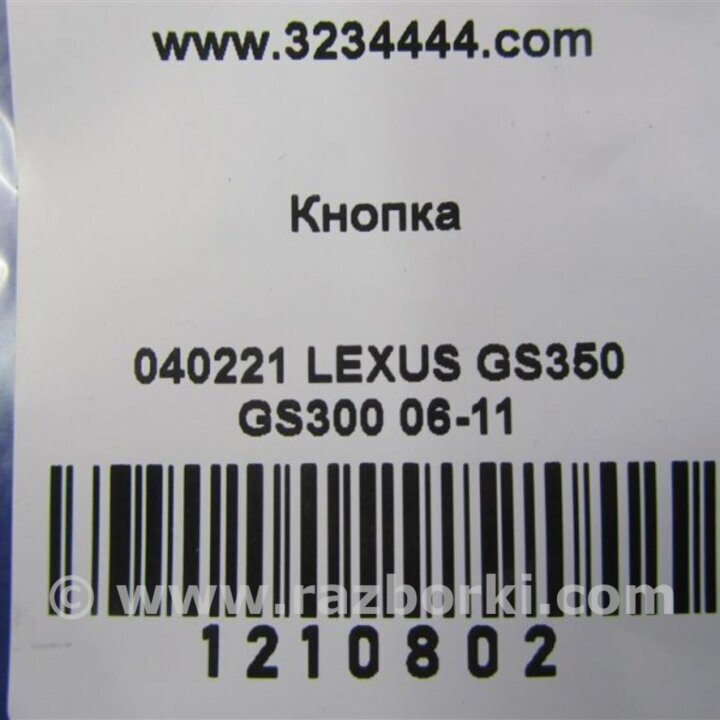 www.3234444.com
Кнопка
040221 LEXUS GS350
GS300 06-11
© www.razborki.com
1210802